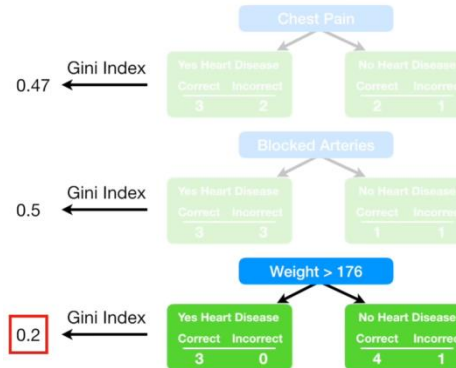 Chest Pain
Gini Index
0.47
Yes Heart Disease
Correct Incorrect
3 2
No Heart Disease
Correct Incorrect
2 1
Blocked Arteries
Gini Index
0.5
Yes Heart Disease
Correct Incorrect
3 3
No Heart Disease
Correct Incorrect
1 1
Weight > 176
Gini Index
0.2
Yes Heart Disease
Correct Incorrect
3 0
No Heart Disease
Correct Incorrect
4 1